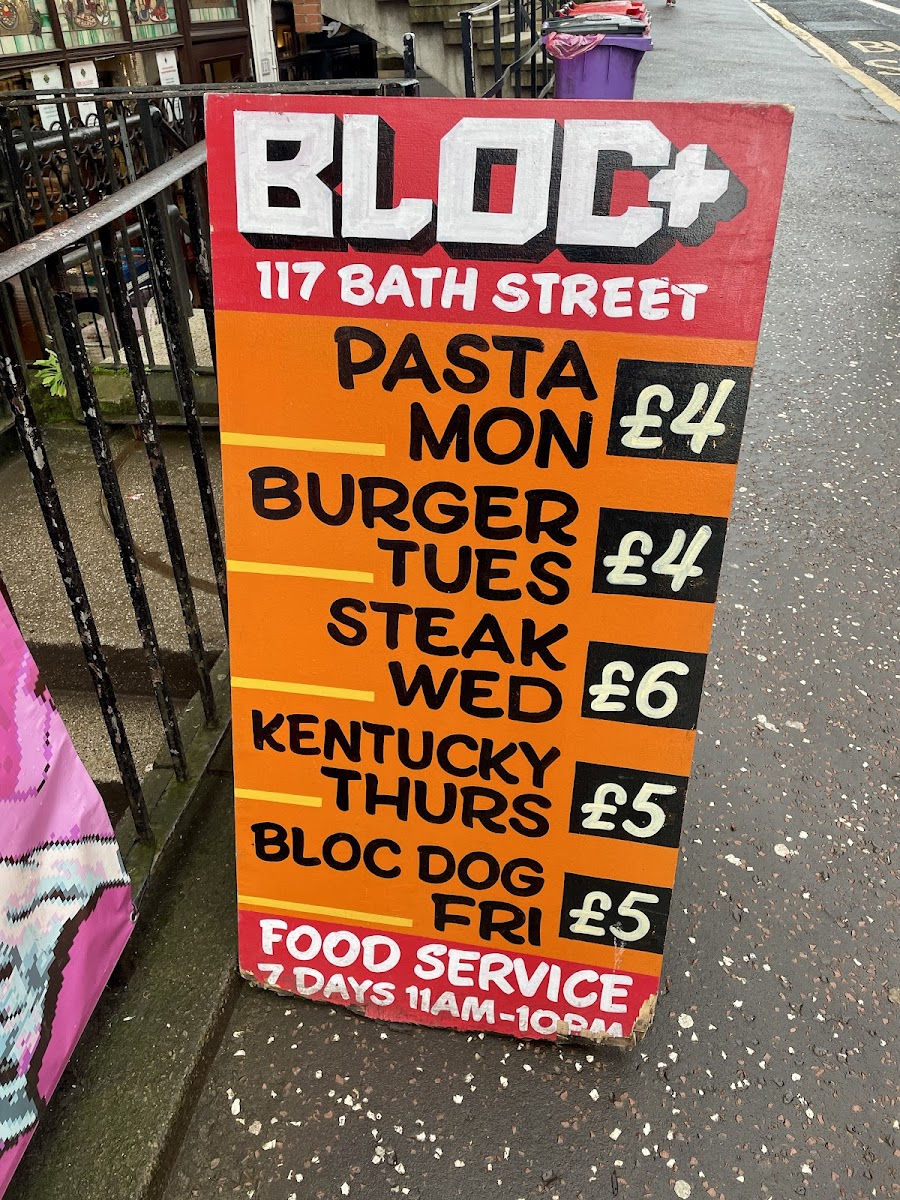 BLOC+
117 BATH STREET
PASTA
MON
£4
BURGER
TUES
£4
STEAK
WED
£6
KENTUCKY
THURS
£5
BLOC DOG
FRI
£5
FOOD SERVICE
7 DAYS 11AM-10PM